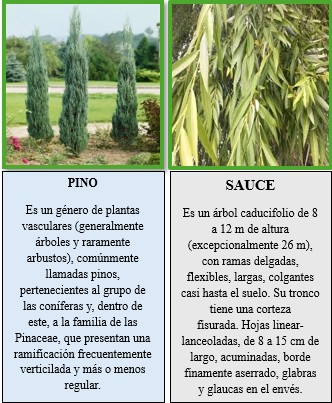 PINO
Es un género de plantas
vasculares (generalmente
árboles y raramente
arbustos), comúnmente
llamadas pinos,
pertenecientes al grupo de
las coníferas y, dentro de
este, a la familia de las
Pinaceae, que presentan una
ramificación frecuentemente
verticilada y más o menos
regular.
SAUCE
Es un árbol caducifolio de 8
a 12 m de altura
(excepcionalmente 26 m),
con ramas delgadas,
flexibles, largas, colgantes
casi hasta el suelo. Su tronco
tiene una corteza
fisurada. Hojas linear-
lanceoladas, de 8 a 15 cm de
largo, acuminadas, borde
finamente aserrado, glabras
y glaucas en el envés.